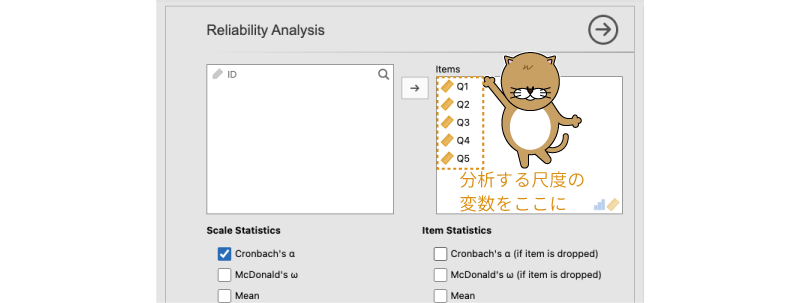 Reliability Analysis
ID
Items
Q1
Q2
Q3
Q4
Q5
分析する尺度の
変数をここに
Scale Statistics
Cronbach's α
McDonald's ω
Mean
Item Statistics
Cronbach's α (if item is dropped)
McDonald's ω (if item is dropped)
Mean